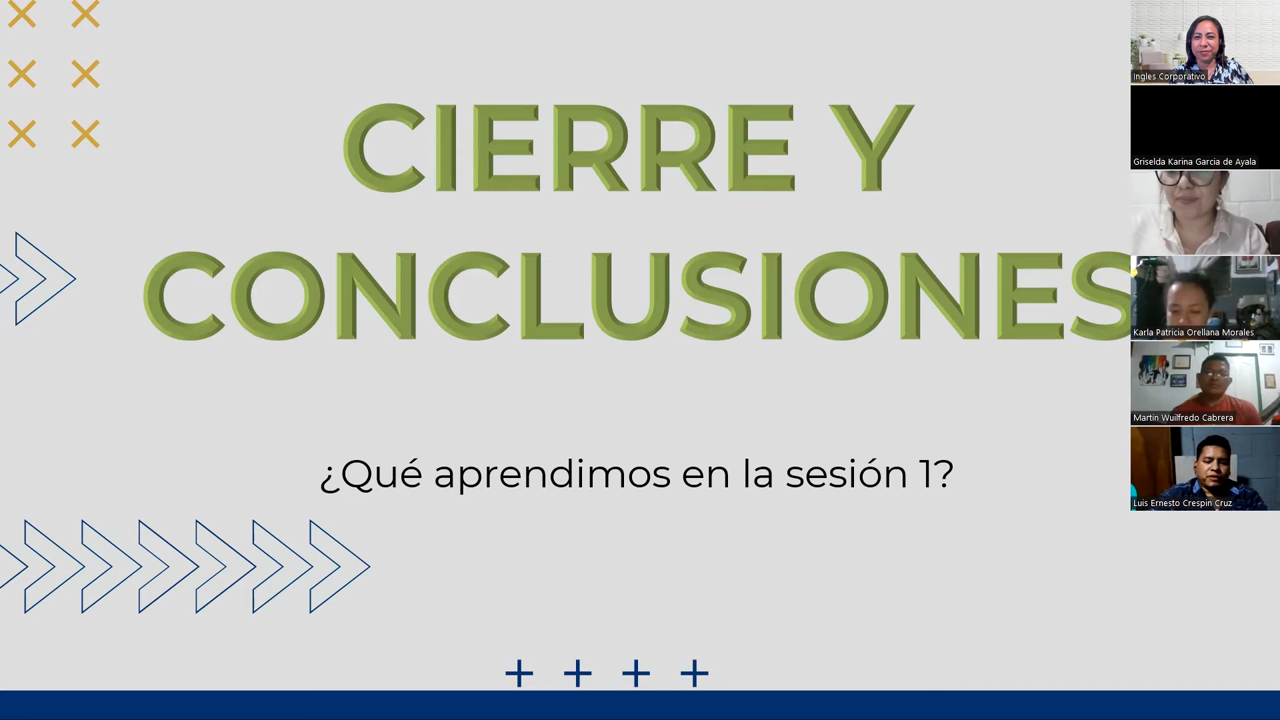 CIERRE Y
CONCLUSIONES
¿Qué aprendimos en la sesión 1?
Ingles Corporativo
Griselda Karina Garcia de Ayala
Karla Patricia Orellana Morales
Martin Wuilfredo Cabrera
Luis Ernesto Crespin Cruz